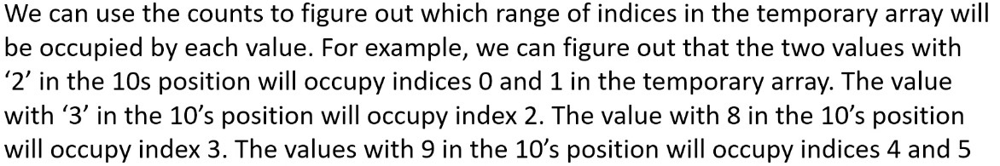 We can use the counts to figure out which range of indices in the temporary array will
be occupied by each value. For example, we can figure out that the two values with
‘2’ in the 10s position will occupy indices 0 and 1 in the temporary array. The value
with ‘3’ in the 10’s position will occupy index 2. The value with 8 in the 10’s position
will occupy index 3. The values with 9 in the 10’s position will occupy indices 4 and 5